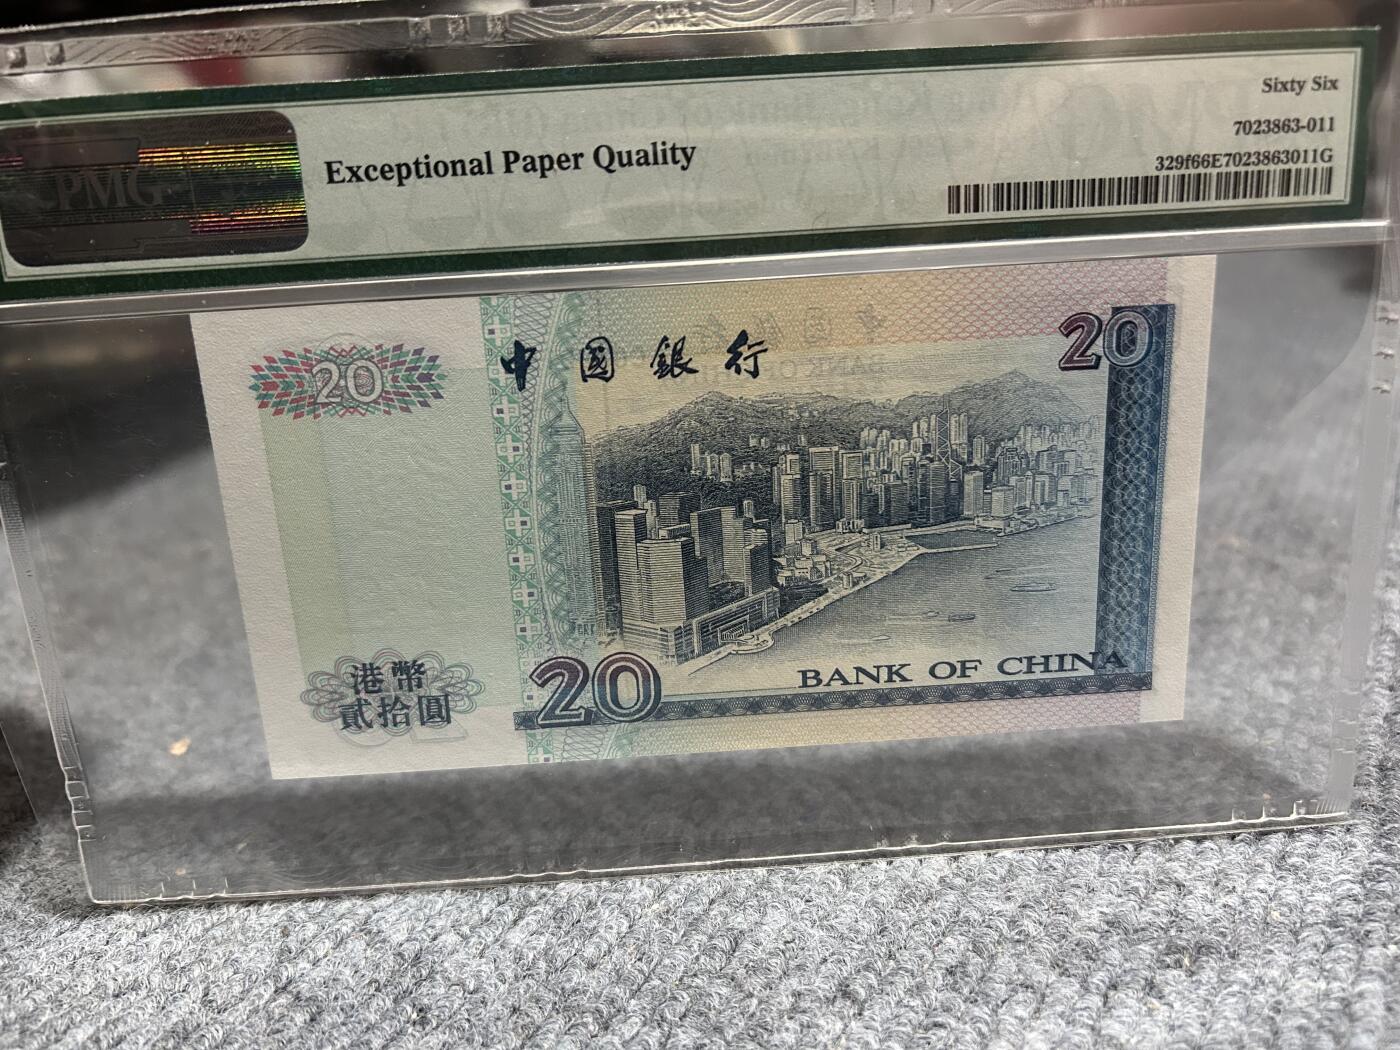 Sixty Six
7023863-011
329f66E7023863011G
PMG
Exceptional Paper Quality
20
中國銀行
20
港幣
貳拾圓
20
BANK OF CHINA